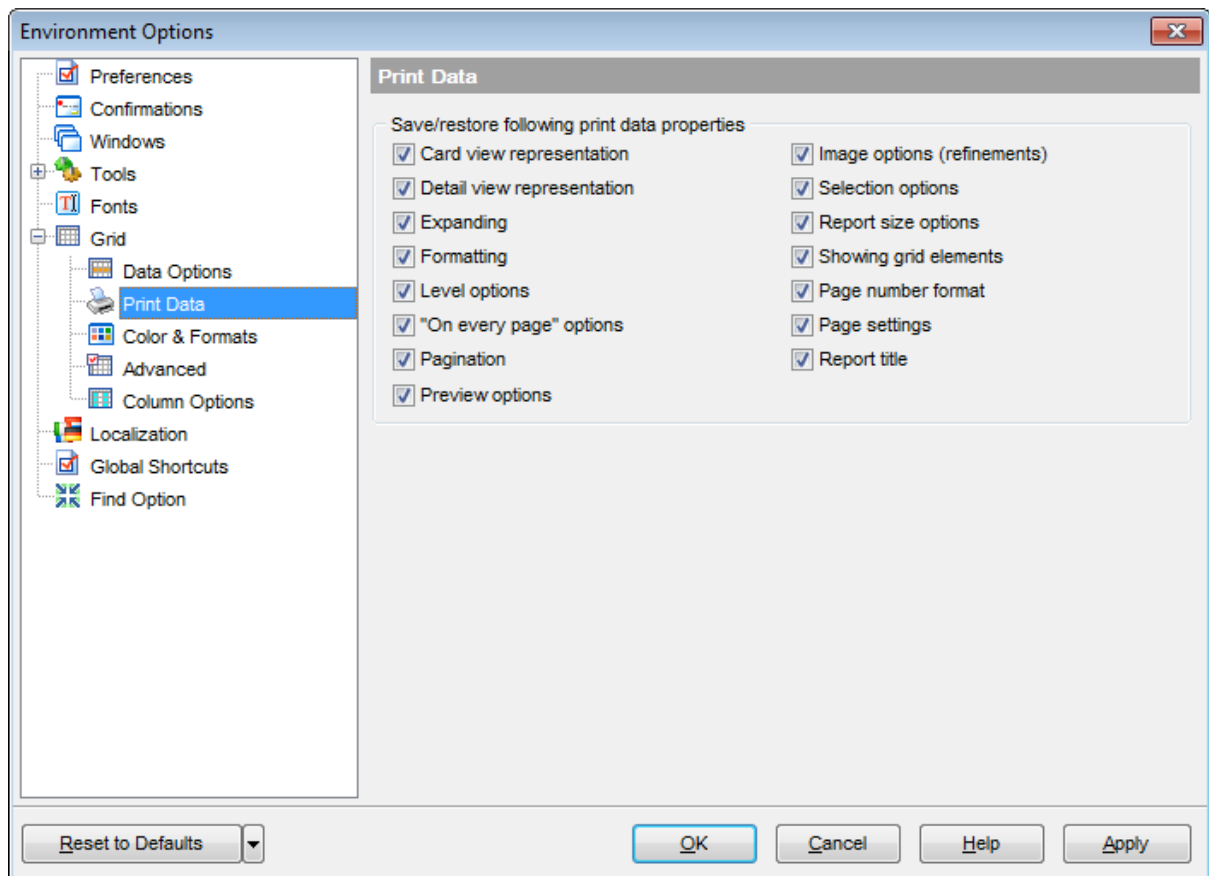 Environment Options
Preferences
Confirmations
Windows
Tools
Fonts
Grid
Data Options
Print Data
Color & Formats
Advanced
Column Options
Localization
Global Shortcuts
Find Option
Print Data
Save/restore following print data properties
Card view representation
Detail view representation
Expanding
Formatting
Level options
"On every page" options
Pagination
Preview options
Image options (refinements)
Selection options
Report size options
Showing grid elements
Page number format
Page settings
Report title
Reset to Defaults
OK
Cancel
Help
Apply